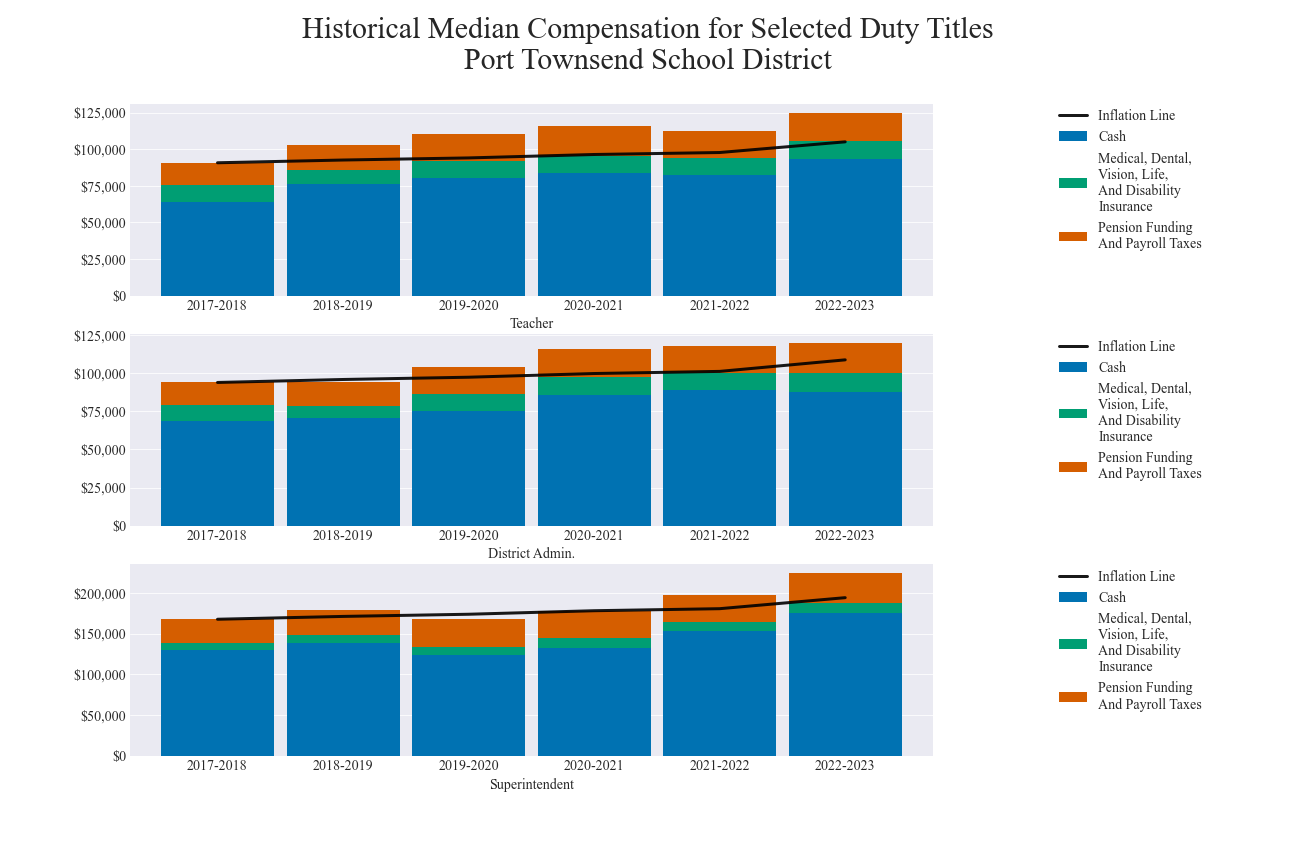 Historical Median Compensation for Selected Duty Titles
Port Townsend School District
$125,000
$100,000
$75,000
$50,000
$25,000
$0
2017-2018 2018-2019 2019-2020 2020-2021 2021-2022 2022-2023
Teacher
Inflation Line
Cash
Medical, Dental,
Vision, Life,
And Disability
Insurance
Pension Funding
And Payroll Taxes
$125,000
$100,000
$75,000
$50,000
$25,000
$0
2017-2018 2018-2019 2019-2020 2020-2021 2021-2022 2022-2023
District Admin.
Inflation Line
Cash
Medical, Dental,
Vision, Life,
And Disability
Insurance
Pension Funding
And Payroll Taxes
$200,000
$150,000
$100,000
$50,000
$0
2017-2018 2018-2019 2019-2020 2020-2021 2021-2022 2022-2023
Superintendent
Inflation Line
Cash
Medical, Dental,
Vision, Life,
And Disability
Insurance
Pension Funding
And Payroll Taxes